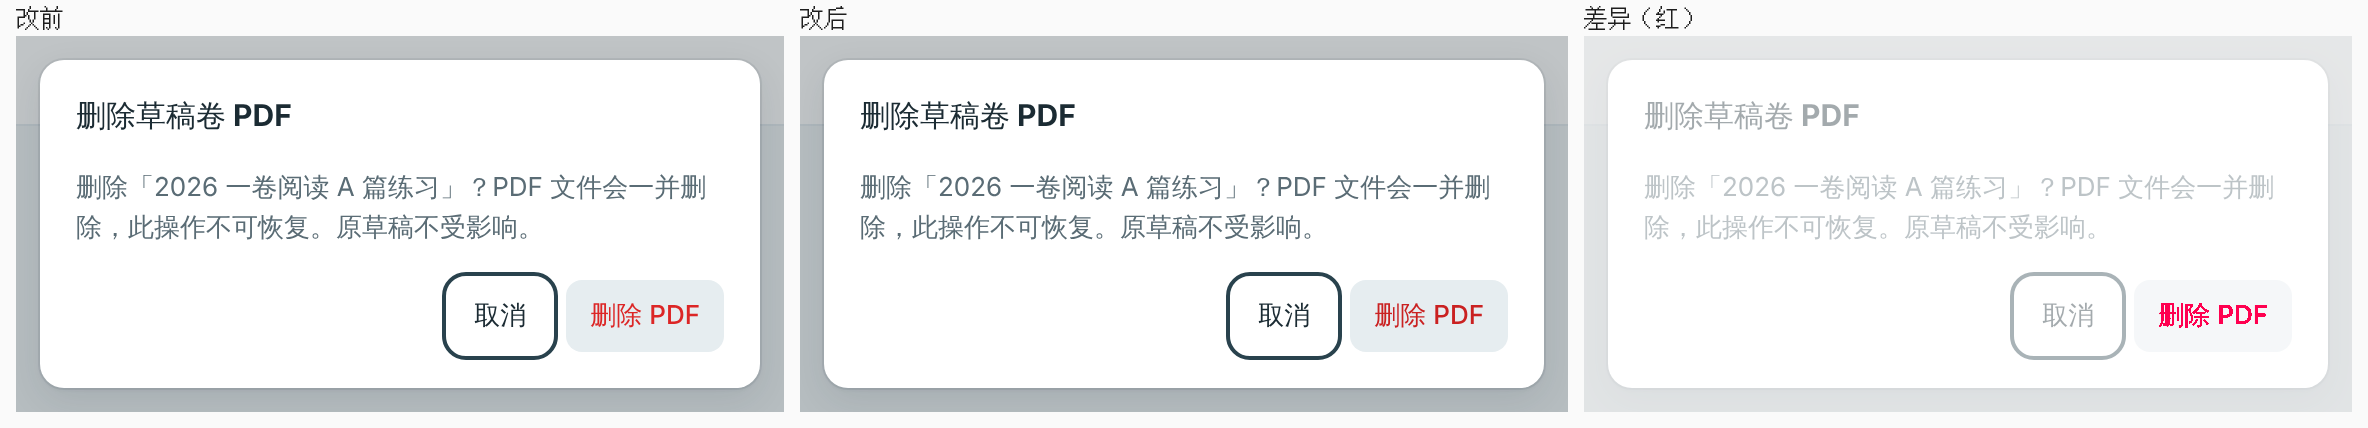 改前
删除草稿卷 PDF
删除「2026 一卷阅读 A 篇练习」？PDF 文件会一并删
除，此操作不可恢复。原草稿不受影响。
取消
删除 PDF
改后
删除草稿卷 PDF
删除「2026 一卷阅读 A 篇练习」？PDF 文件会一并删
除，此操作不可恢复。原草稿不受影响。
取消
删除 PDF
差异（红）
删除草稿卷 PDF
删除「2026 一卷阅读 A 篇练习」？PDF 文件会一并删
除，此操作不可恢复。原草稿不受影响。
取消
删除 PDF